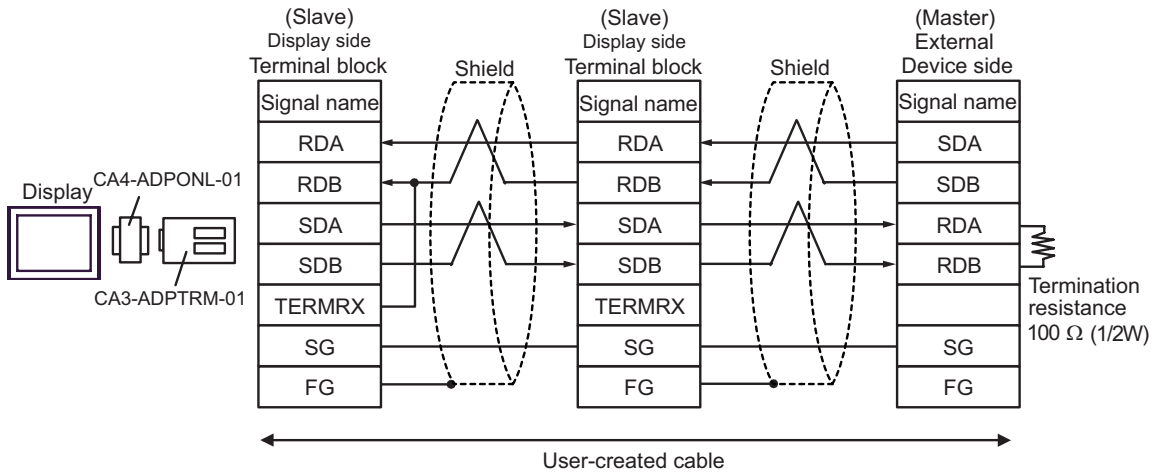 (Slave)
Display side
Terminal block
Shield
(Slave)
Display side
Terminal block
Shield
(Master)
External
Device side
Signal name
RDA
RDB
SDA
SDB
TERMRX
SG
FG
Signal name
RDA
RDB
SDA
SDB
TERMRX
SG
FG
Signal name
SDA
SDB
RDA
RDB
SG
FG
Display
CA4-ADPONL-01
CA3-ADPTRM-01
Termination
resistance
100 Ω (1/2W)
User-created cable